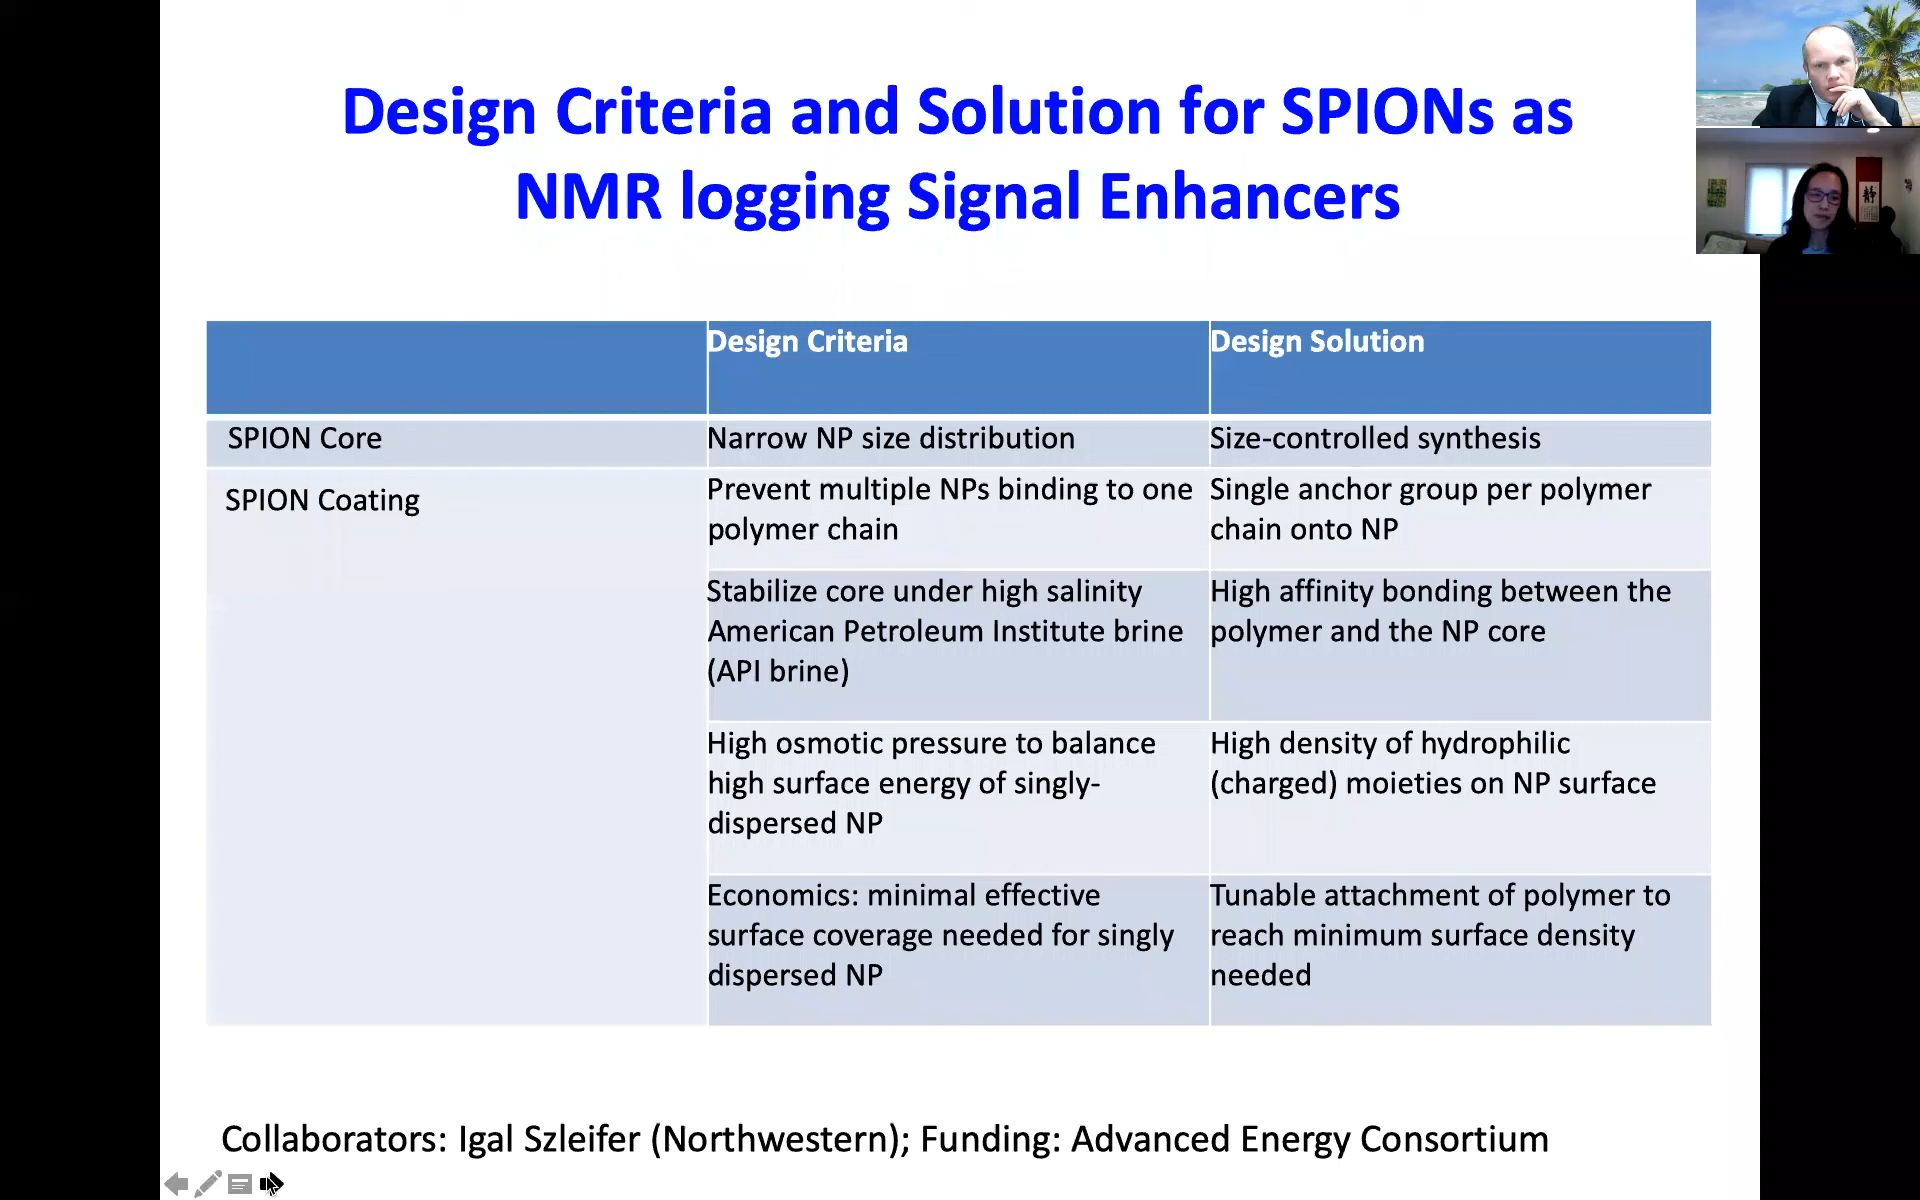 Design Criteria and Solution for SPIONs as
NMR logging Signal Enhancers
Design Criteria
Design Solution
SPION Core
Narrow NP size distribution
Size-controlled synthesis
SPION Coating
Prevent multiple NPs binding to one
polymer chain
Single anchor group per polymer
chain onto NP
Stabilize core under high salinity
American Petroleum Institute brine
(API brine)
High affinity bonding between the
polymer and the NP core
High osmotic pressure to balance
high surface energy of singly-
dispersed NP
High density of hydrophilic
(charged) moieties on NP surface
Economics: minimal effective
surface coverage needed for singly
dispersed NP
Tunable attachment of polymer to
reach minimum surface density
needed
Collaborators: Igal Szleifer (Northwestern); Funding: Advanced Energy Consortium
靜